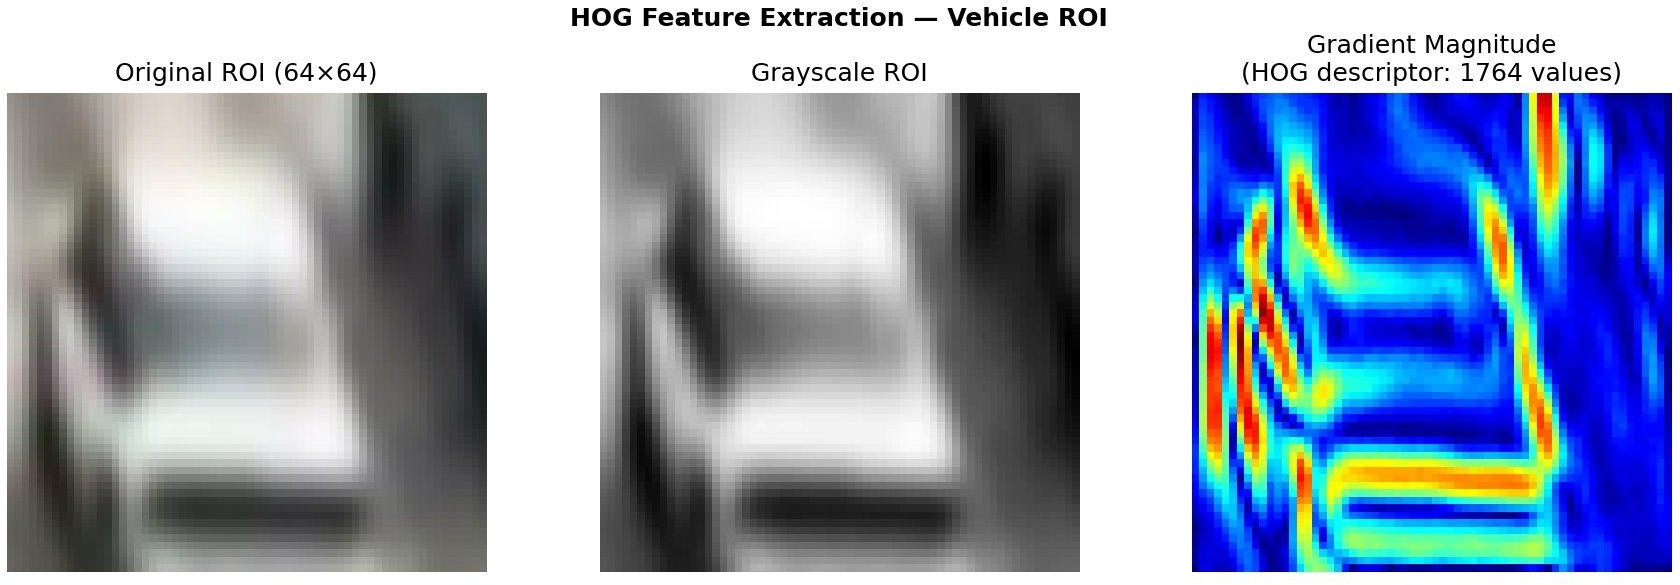 HOG Feature Extraction — Vehicle ROI
Original ROI (64×64)
Grayscale ROI
Gradient Magnitude
(HOG descriptor: 1764 values)